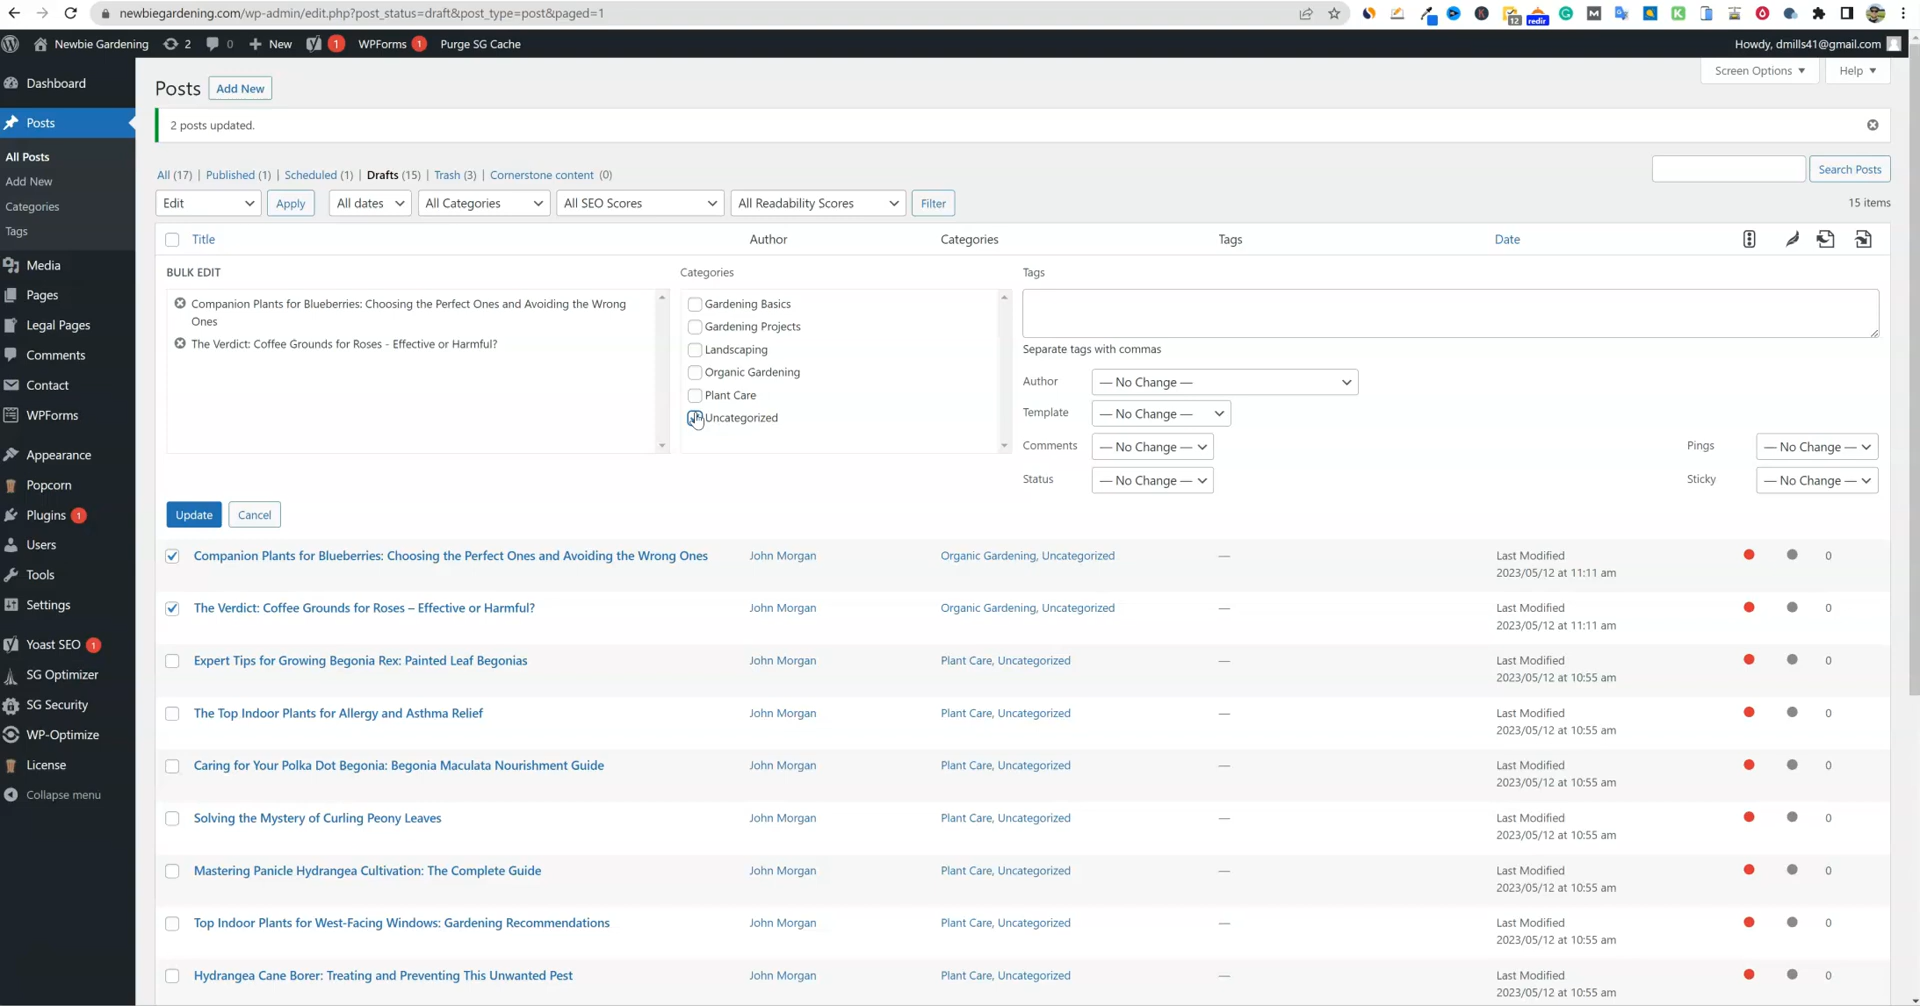 newbiegardening.com/wp-admin/edit.php?post_status=draft&post_type=post&paged=1
12
redir
Newbie Gardening
2
0
New
1
WPForms 1
Purge SG Cache
Howdy, dmills41@gmail.com
Dashboard
Posts
All Posts
Add New
Categories
Tags
Media
Pages
Legal Pages
Comments
Contact
WPForms
Appearance
Popcorn
Plugins 1
Users
Tools
Settings
Yoast SEO 1
SG Optimizer
SG Security
WP-Optimize
License
Collapse menu
Posts
Add New
Screen Options
Help
2 posts updated.
All (17) | Published (1) | Scheduled (1) | Drafts (15) | Trash (3) | Cornerstone content (0)
Search Posts
Edit
Apply
All dates
All Categories
All SEO Scores
All Readability Scores
Filter
15 items
Title
Author
Categories
Tags
Date
BULK EDIT
Companion Plants for Blueberries: Choosing the Perfect Ones and Avoiding the Wrong
Ones
The Verdict: Coffee Grounds for Roses - Effective or Harmful?
Categories
Gardening Basics
Gardening Projects
Landscaping
Organic Gardening
Plant Care
Uncategorized
Tags
Separate tags with commas
Author — No Change —
Template — No Change —
Comments — No Change —
Pings — No Change —
Status — No Change —
Sticky — No Change —
Update
Cancel
Companion Plants for Blueberries: Choosing the Perfect Ones and Avoiding the Wrong Ones John Morgan Organic Gardening, Uncategorized — Last Modified 0
2023/05/12 at 11:11 am
The Verdict: Coffee Grounds for Roses – Effective or Harmful? John Morgan Organic Gardening, Uncategorized — Last Modified 0
2023/05/12 at 11:11 am
Expert Tips for Growing Begonia Rex: Painted Leaf Begonias John Morgan Plant Care, Uncategorized — Last Modified 0
2023/05/12 at 10:55 am
The Top Indoor Plants for Allergy and Asthma Relief John Morgan Plant Care, Uncategorized — Last Modified 0
2023/05/12 at 10:55 am
Caring for Your Polka Dot Begonia: Begonia Maculata Nourishment Guide John Morgan Plant Care, Uncategorized — Last Modified 0
2023/05/12 at 10:55 am
Solving the Mystery of Curling Peony Leaves John Morgan Plant Care, Uncategorized — Last Modified 0
2023/05/12 at 10:55 am
Mastering Panicle Hydrangea Cultivation: The Complete Guide John Morgan Plant Care, Uncategorized — Last Modified 0
2023/05/12 at 10:55 am
Top Indoor Plants for West-Facing Windows: Gardening Recommendations John Morgan Plant Care, Uncategorized — Last Modified 0
2023/05/12 at 10:55 am
Hydrangea Cane Borer: Treating and Preventing This Unwanted Pest John Morgan Plant Care, Uncategorized — Last Modified 0
2023/05/12 at 10:55 am